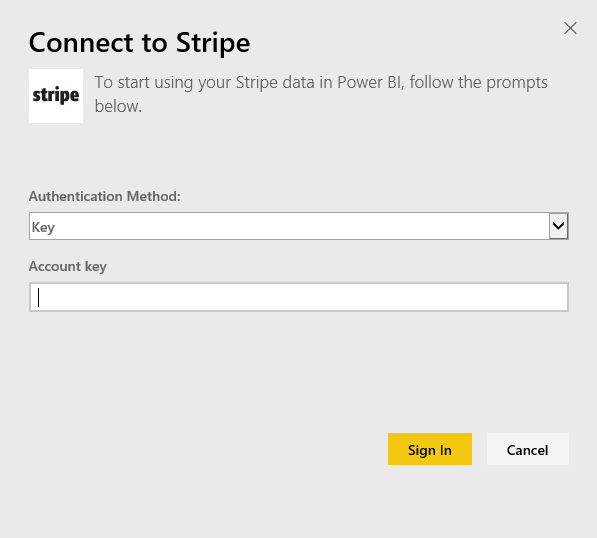 Connect to Stripe
stripe
To start using your Stripe data in Power BI, follow the prompts
below.
Authentication Method:
Key
Account key
Sign In
Cancel